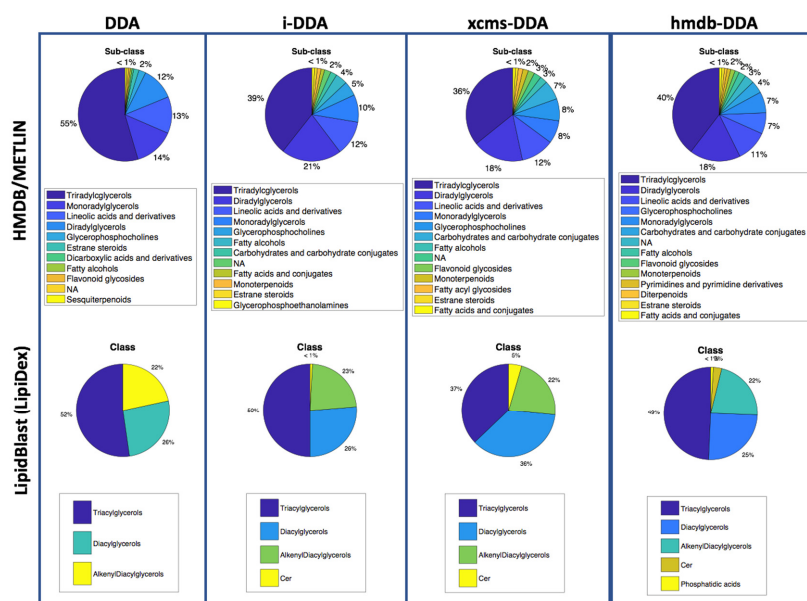 DDA
i-DDA
xcms-DDA
hmdb-DDA
HMDB/METLIN
Sub-class
< 1%
2%
12%
13%
14%
55%
Triradylcglycerols
Monoradylglycerols
Lineolic acids and derivatives
Diradylglycerols
Glycerophosphocholines
Estrane steroids
Dicarboxylic acids and derivatives
Fatty alcohols
Flavonoid glycosides
NA
Sesquiterpenoids
Sub-class
< 1%
2%
4%
5%
10%
12%
21%
39%
Triradylcglycerols
Diradylglycerols
Lineolic acids and derivatives
Monoradylglycerols
Glycerophosphocholines
Fatty alcohols
Carbohydrates and carbohydrate conjugates
NA
Fatty acids and conjugates
Monoterpenoids
Estrane steroids
Glycerophosphoethanolamines
Sub-class
< 1%
2%
3%
3%
7%
8%
8%
12%
18%
36%
Triradylcglycerols
Diradylglycerols
Lineolic acids and derivatives
Monoradylglycerols
Glycerophosphocholines
Carbohydrates and carbohydrate conjugates
Fatty alcohols
NA
Flavonoid glycosides
Monoterpenoids
Fatty acyl glycosides
Estrane steroids
Fatty acids and conjugates
Sub-class
< 1%
2%
2%
3%
4%
7%
7%
11%
18%
40%
Triradylcglycerols
Diradylglycerols
Lineolic acids and derivatives
Glycerophosphocholines
Monoradylglycerols
Carbohydrates and carbohydrate conjugates
NA
Fatty alcohols
Flavonoid glycosides
Monoterpenoids
Pyrimidines and pyrimidine derivatives
Diterpenoids
Estrane steroids
Fatty acids and conjugates
LipidBlast (LipiDex)
Class
22%
26%
52%
Triacylglycerols
Diacylglycerols
AlkenylDiacylglycerols
Class
< 1%
23%
26%
50%
Triacylglycerols
Diacylglycerols
AlkenylDiacylglycerols
Cer
Class
5%
22%
36%
37%
Triacylglycerols
Diacylglycerols
AlkenylDiacylglycerols
Cer
Class
< 1%
22%
25%
49%
Triacylglycerols
Diacylglycerols
AlkenylDiacylglycerols
Cer
Phosphatidic acids